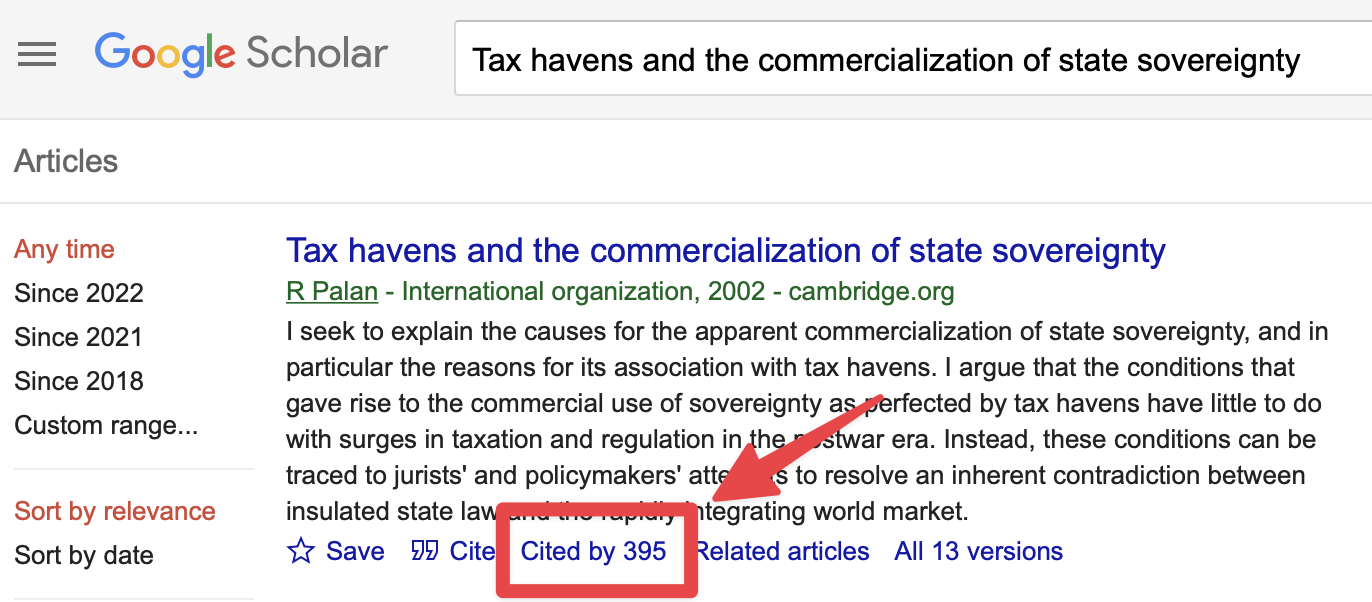 Google Scholar
Tax havens and the commercialization of state sovereignty
Articles
Any time
Since 2022
Since 2021
Since 2018
Custom range...
Sort by relevance
Sort by date
Tax havens and the commercialization of state sovereignty
R Palan - International organization, 2002 - cambridge.org
I seek to explain the causes for the apparent commercialization of state sovereignty, and in
particular the reasons for its association with tax havens. I argue that the conditions that
gave rise to the commercial use of sovereignty as perfected by tax havens have little to do
with surges in taxation and regulation in the postwar era. Instead, these conditions can be
traced to jurists' and policymakers' attempts to resolve an inherent contradiction between
insulated state law and the rapidly integrating world market.
Save Cite Cited by 395 Related articles All 13 versions